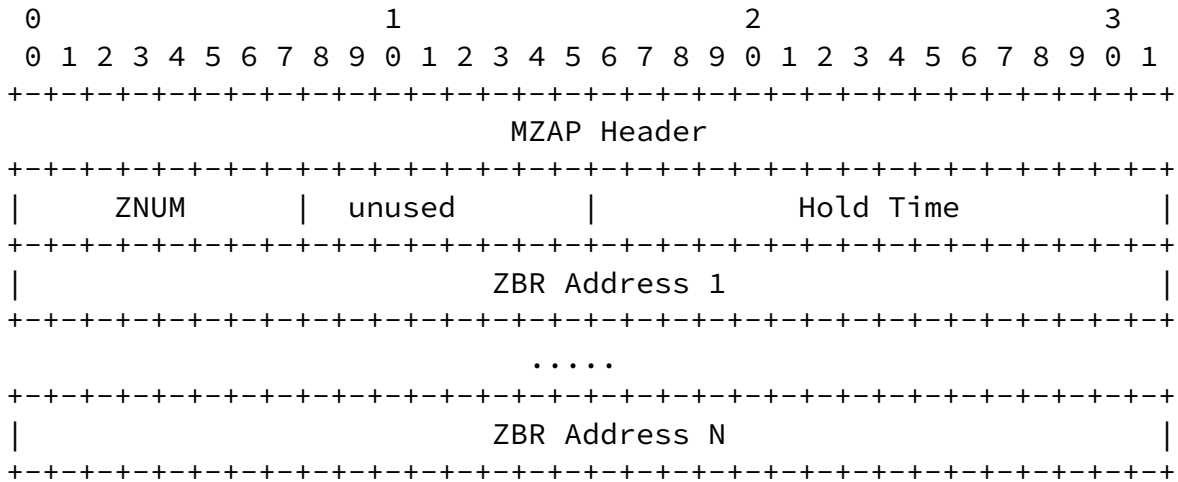 0                   1                   2                   3
 0 1 2 3 4 5 6 7 8 9 0 1 2 3 4 5 6 7 8 9 0 1 2 3 4 5 6 7 8 9 0 1
+-+-+-+-+-+-+-+-+-+-+-+-+-+-+-+-+-+-+-+-+-+-+-+-+-+-+-+-+-+-+-+-+
                            MZAP Header
+-+-+-+-+-+-+-+-+-+-+-+-+-+-+-+-+-+-+-+-+-+-+-+-+-+-+-+-+-+-+-+-+
|     ZNUM      |  unused       |           Hold Time           |
+-+-+-+-+-+-+-+-+-+-+-+-+-+-+-+-+-+-+-+-+-+-+-+-+-+-+-+-+-+-+-+-+
|                          ZBR Address 1                        |
+-+-+-+-+-+-+-+-+-+-+-+-+-+-+-+-+-+-+-+-+-+-+-+-+-+-+-+-+-+-+-+-+
                             .....
+-+-+-+-+-+-+-+-+-+-+-+-+-+-+-+-+-+-+-+-+-+-+-+-+-+-+-+-+-+-+-+-+
|                          ZBR Address N                        |
+-+-+-+-+-+-+-+-+-+-+-+-+-+-+-+-+-+-+-+-+-+-+-+-+-+-+-+-+-+-+-+-+